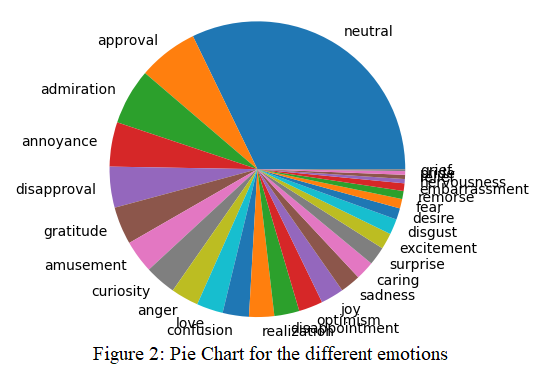 neutral
approval
admiration
annoyance
disapproval
gratitude
amusement
curiosity
anger
love
confusion
realization
disappointment
optimism
joy
sadness
caring
surprise
excitement
disgust
desire
fear
remorse
embarrassment
nervousness
grief
Figure 2: Pie Chart for the different emotions